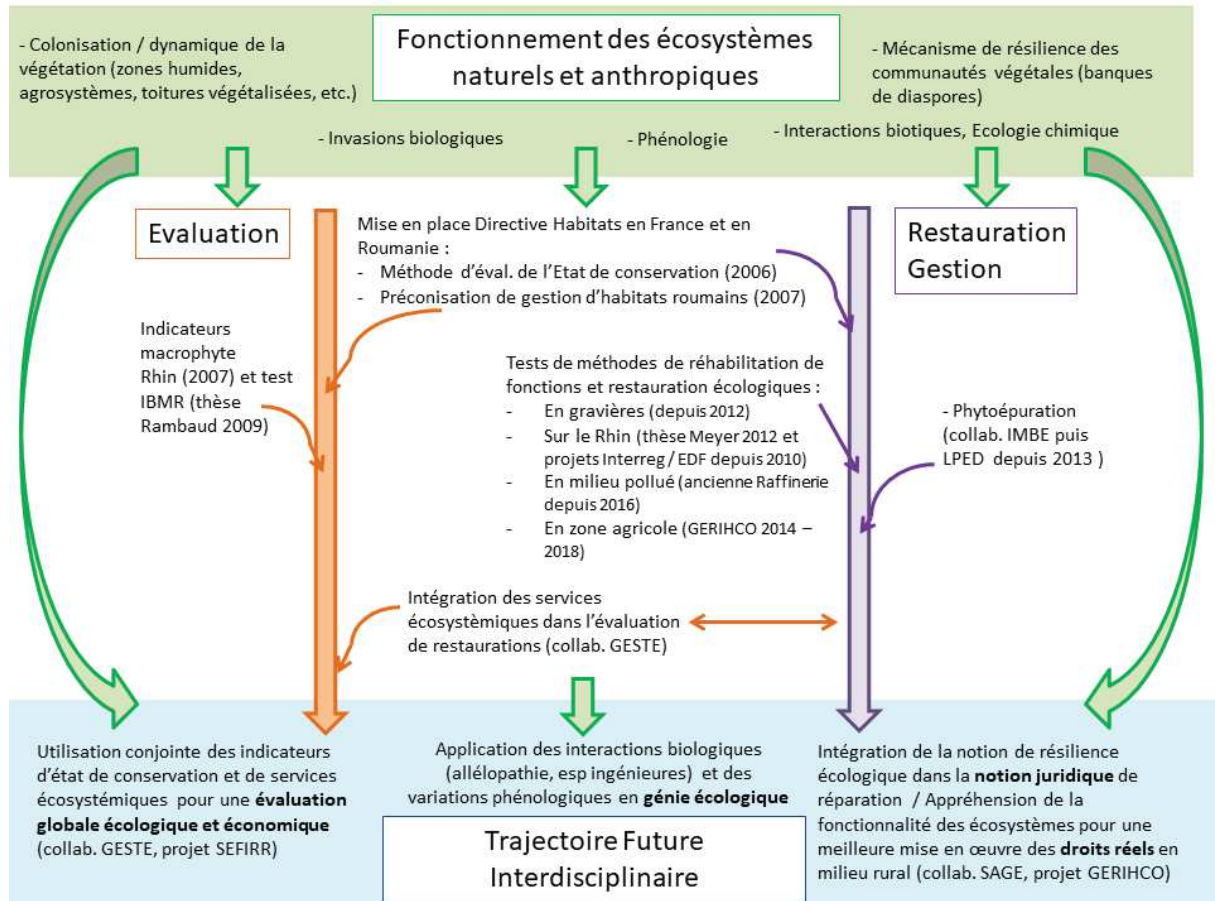 Fonctionnement des écosystèmes
naturels et anthropiques
- Colonisation / dynamique de la
végétation (zones humides,
agrosystèmes, toitures végétalisées, etc.)
- Mécanisme de résilience des
communautés végétales (banques
de diaspores)
- Invasions biologiques
- Phénologie
- Interactions biotiques, Ecologie chimique
Evaluation
Mise en place Directive Habitats en France et en
Roumanie :
- Méthode d'éval. de l'Etat de conservation (2006)
- Préconisation de gestion d'habitats roumains (2007)
Restauration
Gestion
Indicateurs
macrophyte
Rhin (2007) et test
IBMR (thèse
Rambaud 2009)
Tests de méthodes de réhabilitation de
fonctions et restauration écologiques :
- En gravières (depuis 2012)
- Sur le Rhin (thèse Meyer 2012 et
projets Interreg / EDF depuis 2010)
- En milieu pollué (ancienne Raffinerie
depuis 2016)
- En zone agricole (GERIHCO 2014 –
2018)
- Phytoépuration
(collab. IMBE puis
LPED depuis 2013 )
Intégration des services
écosystèmiques dans l'évaluation
de restaurations (collab. GESTE)
Utilisation conjointe des indicateurs
d'état de conservation et de services
écosystémiques pour une évaluation
globale écologique et économique
(collab. GESTE, projet SEFIRR)
Application des interactions biologiques
(allélopathie, esp ingénieures) et des
variations phénologiques en génie écologique
Intégration de la notion de résilience
écologique dans la notion juridique de
réparation / Appréhension de la
fonctionnalité des écosystèmes pour une
meilleure mise en œuvre des droits réels en
milieu rural (collab. SAGE, projet GERIHCO)
Trajectoire Future
Interdisciplinaire